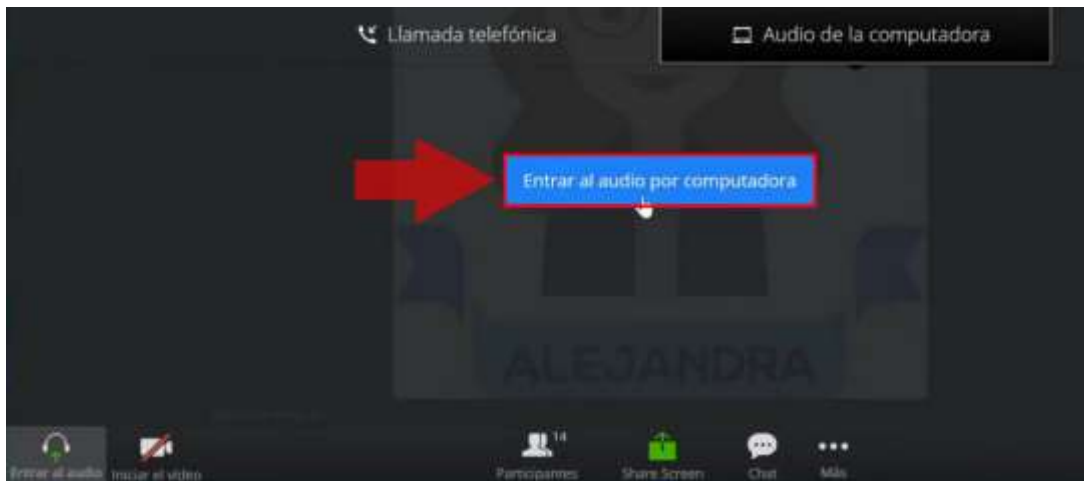 Llamada telefónica
Audio de la computadora
Entrar al audio por computadora
ALEJANDRA
14
Entrar al audio
Iniciar el video
Participantes
Share Screen
Chat
Más